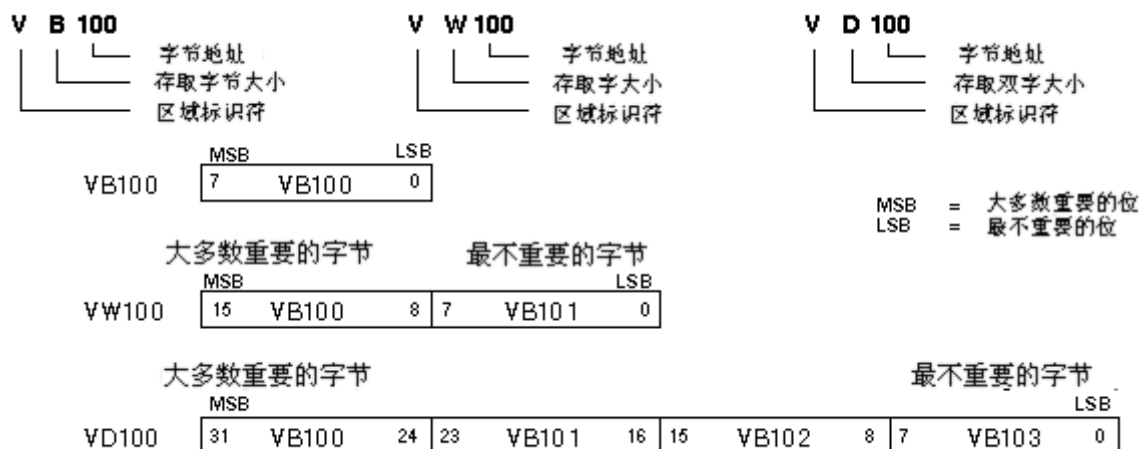 V B 100 V W 100 V D 100
字节地址 字节地址 字节地址
存取字节大小 存取字大小 存取双字大小
区域标识符 区域标识符 区域标识符
MSB LSB
VB100 7 VB100 0
MSB = 大多数重要的位
LSB = 最不重要的位
大多数重要的字节 最不重要的字节
MSB LSB
VW100 15 VB100 8 7 VB101 0
大多数重要的字节 最不重要的字节
MSB LSB
VD100 31 VB100 24 23 VB101 16 15 VB102 8 7 VB103 0